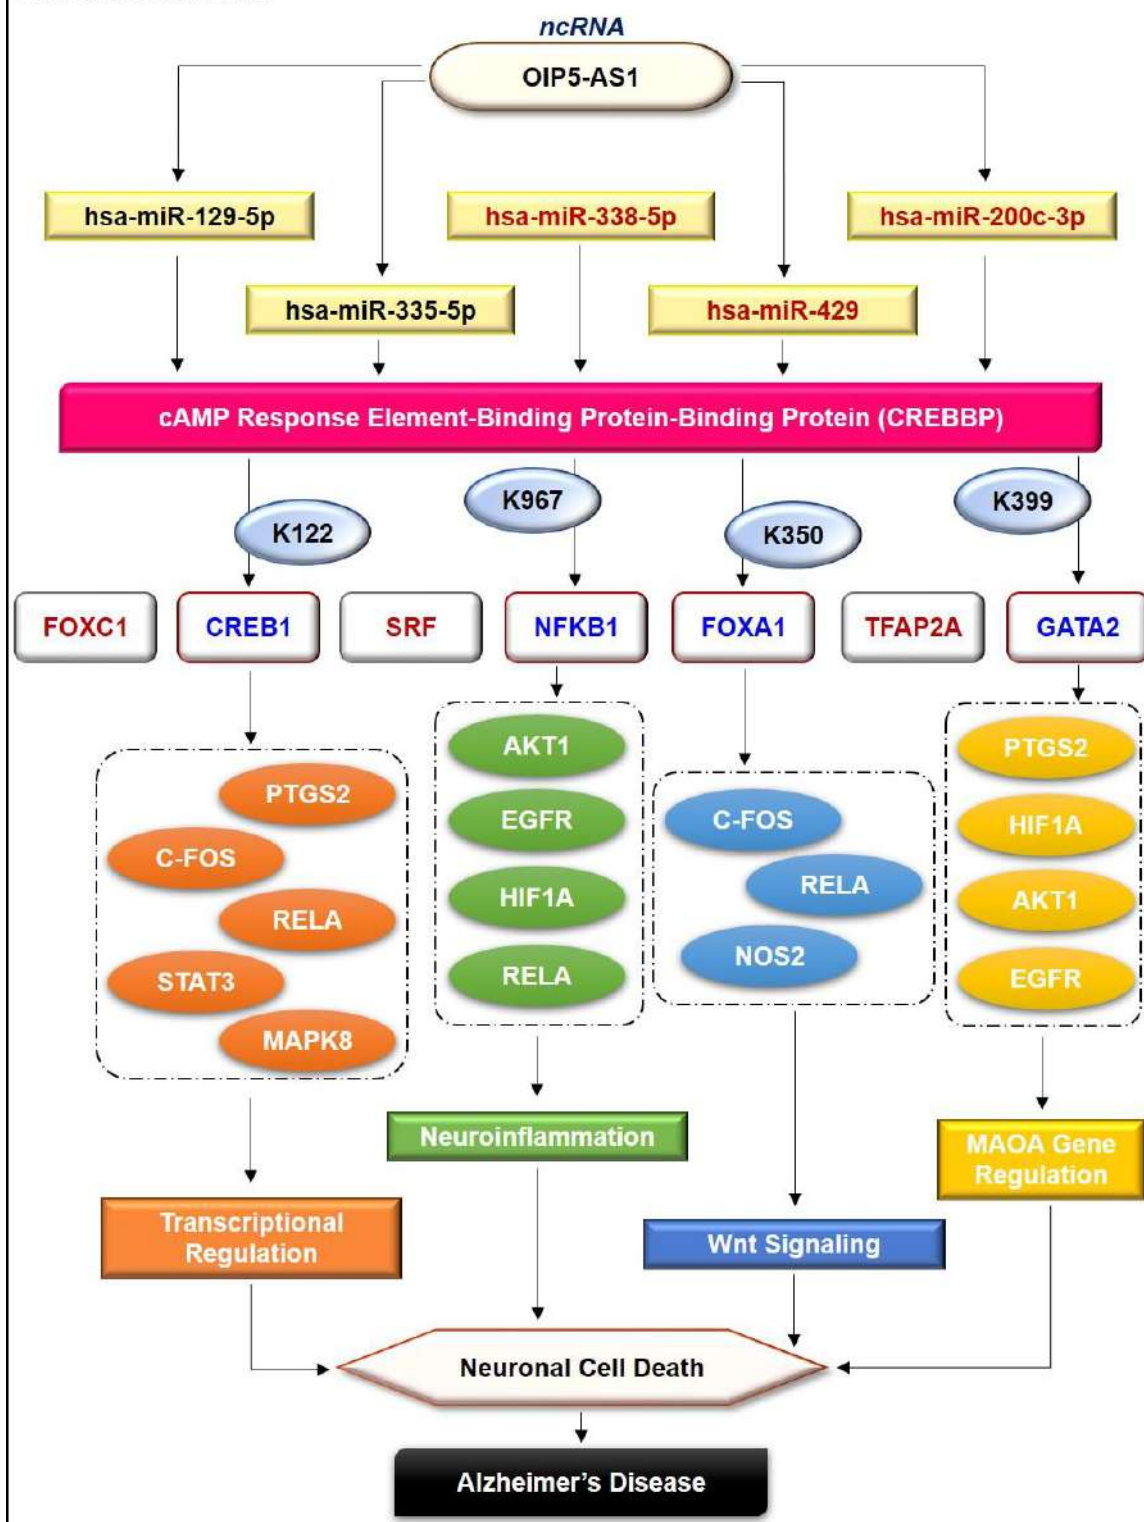 ncRNA
OIP5-AS1
hsa-miR-129-5p
hsa-miR-338-5p
hsa-miR-200c-3p
hsa-miR-335-5p
hsa-miR-429
cAMP Response Element-Binding Protein-Binding Protein (CREBBP)
K122
K967
K350
K399
FOXC1
CREB1
SRF
NFKB1
FOXA1
TFAP2A
GATA2
PTGS2
C-FOS
RELA
STAT3
MAPK8
AKT1
EGFR
HIF1A
RELA
C-FOS
RELA
NOS2
PTGS2
HIF1A
AKT1
EGFR
Neuroinflammation
MAOA Gene
Regulation
Transcriptional
Regulation
Wnt Signaling
Neuronal Cell Death
Alzheimer's Disease